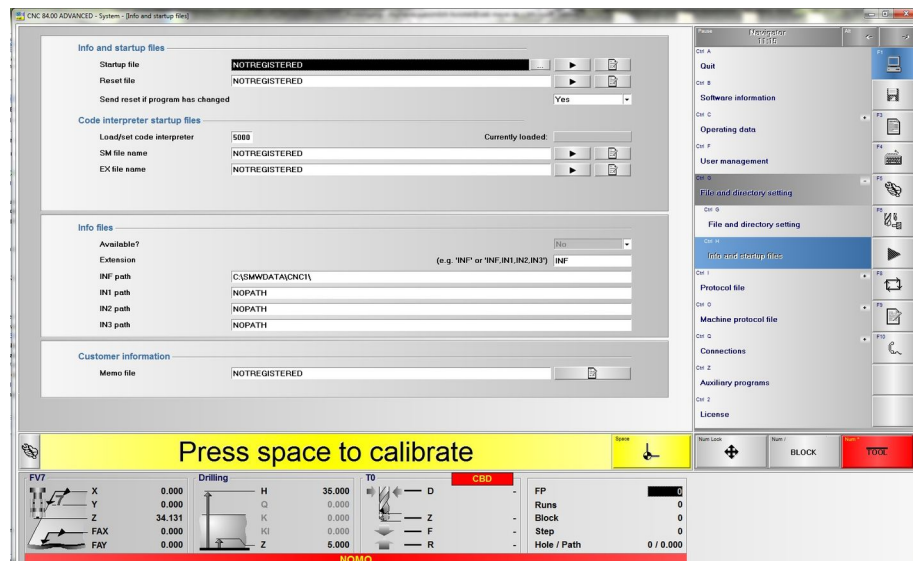 CNC 84.00 ADVANCED - System - [Info and startup files]
Info and startup files
Startup file NOTREGISTERED ...
Reset file NOTREGISTERED
Send reset if program has changed Yes
Code interpreter startup files
Load/set code interpreter 5000 Currently loaded:
SM file name NOTREGISTERED
EX file name NOTREGISTERED
Info files
Available? No
Extension (e.g. 'INF' or 'INF,IN1,IN2,IN3') INF
INF path C:\SMWDATA\CNC1\
IN1 path NOPATH
IN2 path NOPATH
IN3 path NOPATH
Customer information
Memo file NOTREGISTERED
Pause Navigator Alt
11:15
Ctrl A
Quit
Ctrl B
Software information
Ctrl C
Operating data
Ctrl F
User management
Ctrl G
File and directory setting
Ctrl G
File and directory setting
Ctrl H
Info and startup files
Ctrl I
Protocol file
Ctrl O
Machine protocol file
Ctrl Q
Connections
Ctrl Z
Auxiliary programs
Ctrl 2
License
F1
F3
F4
F5
F6
F8
F9
F10
Press space to calibrate
Space
Num Lock
Num /
BLOCK
Num *
TOOL
FV7
X 0.000
Y 0.000
Z 34.131
FAX 0.000
FAY 0.000
Drilling
H 35.000
Q 0.000
K 0.000
KI 0.000
Z 5.000
T0 CBD
D -
Z -
F -
R -
FP 0
Runs 0
Block 0
Step 0
Hole / Path 0 / 0.000
NOMO